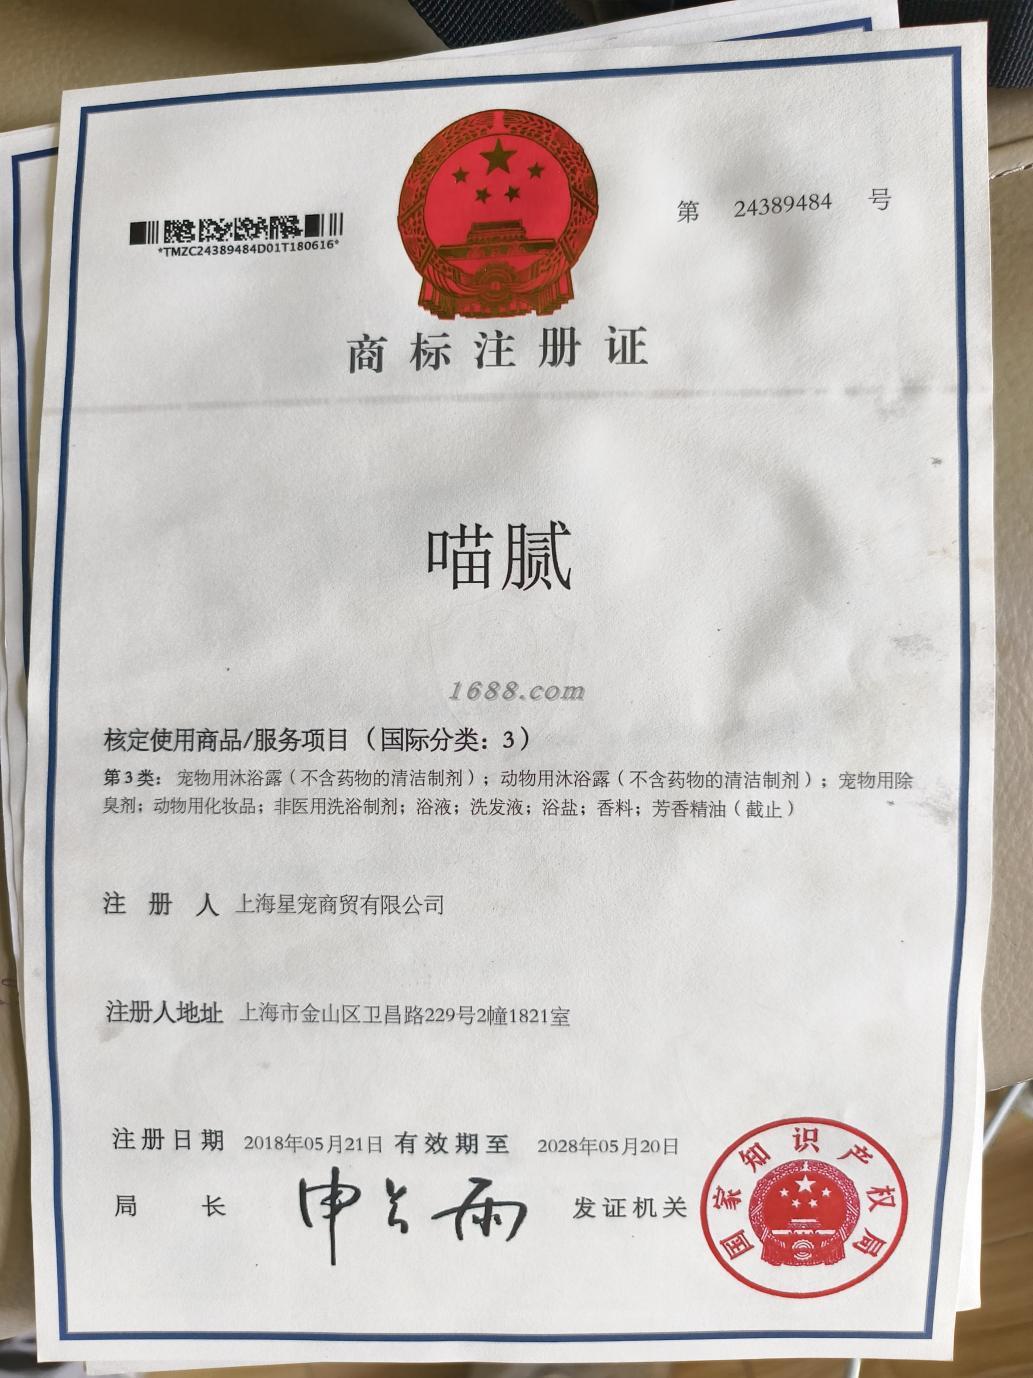 第 24389484 号
*TMZC24389484D01T180616*
商标注册证
喵腻
1688.com
核定使用商品/服务项目（国际分类：3）
第3类：宠物用沐浴露（不含药物的清洁制剂）；动物用沐浴露（不含药物的清洁制剂）；宠物用除
臭剂；动物用化妆品；非医用洗浴制剂；浴液；洗发液；浴盐；香料；芳香精油（截止）
注册人 上海星宠商贸有限公司
注册人地址 上海市金山区卫昌路229号2幢1821室
注册日期 2018年05月21日 有效期至 2028年05月20日
局长 申长雨 发证机关
国家知识产权局